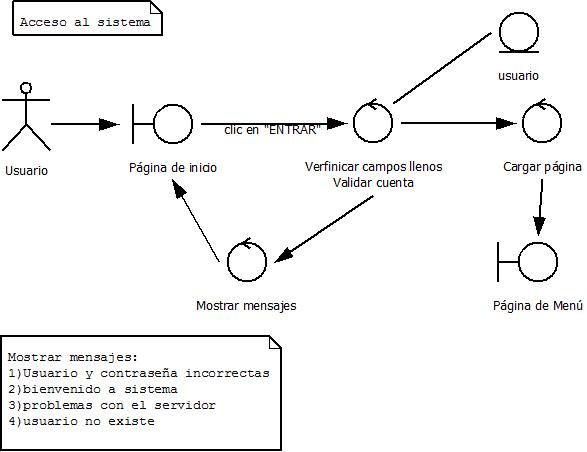 Acceso al sistema
usuario
clic en "ENTRAR"
Usuario
Página de inicio
Verfinicar campos llenos
Validar cuenta
Cargar página
Mostrar mensajes
Página de Menú
Mostrar mensajes:
1)Usuario y contraseña incorrectas
2)bienvenido a sistema
3)problemas con el servidor
4)usuario no existe